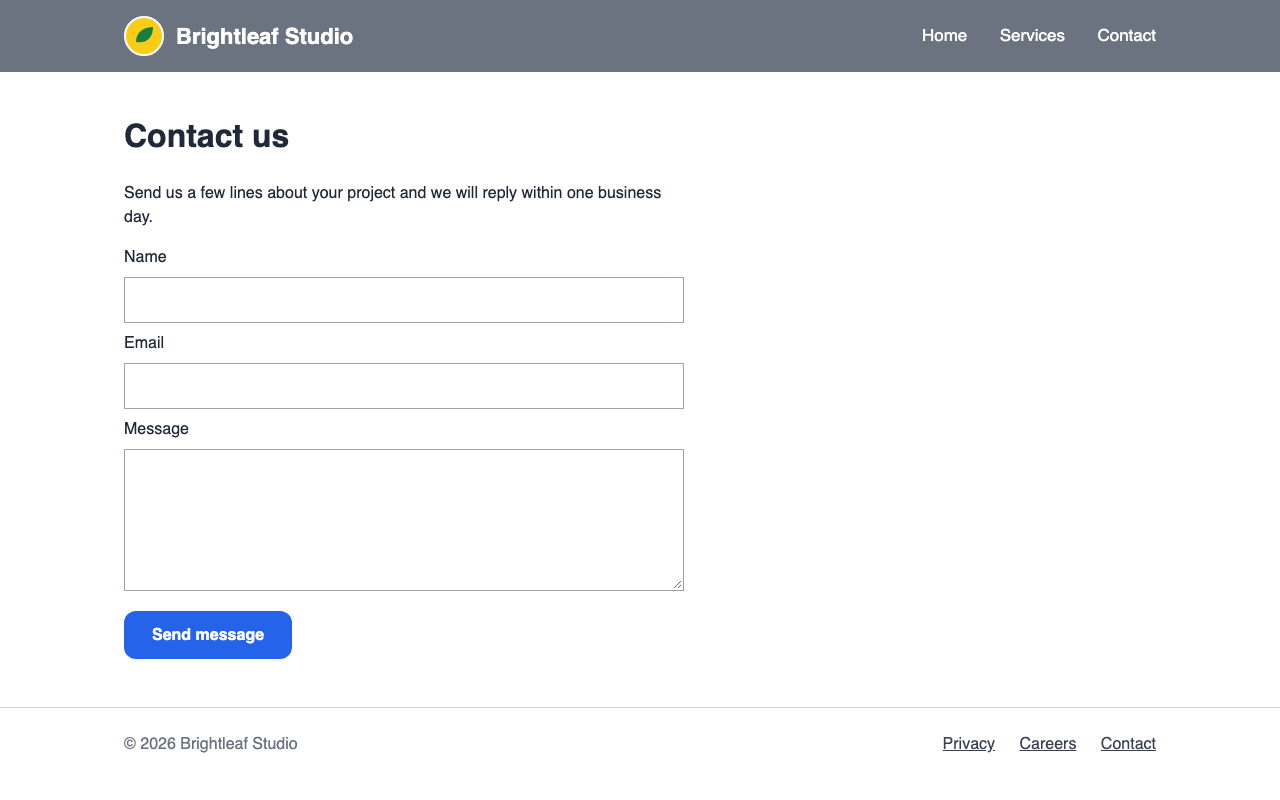 Brightleaf Studio
Home Services Contact
Contact us
Send us a few lines about your project and we will reply within one business
day.
Name
Email
Message
Send message
© 2026 Brightleaf Studio
Privacy Careers Contact